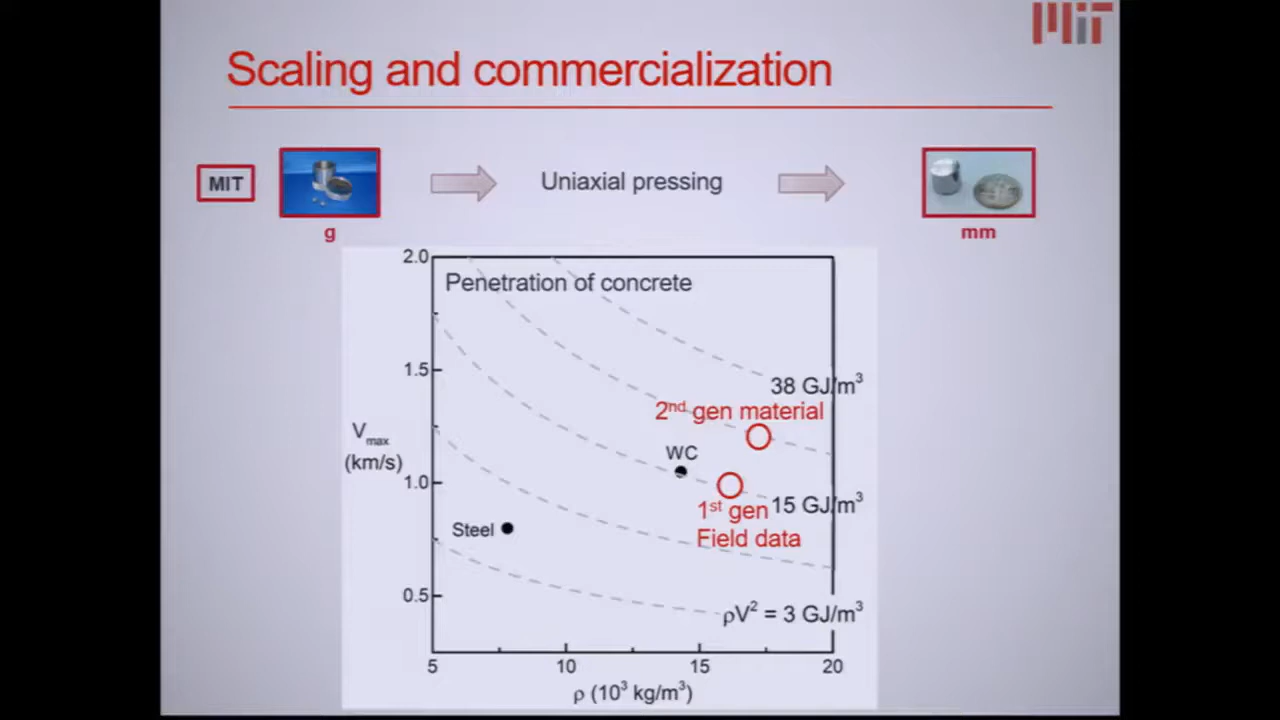 MIT
Scaling and commercialization
MIT
Uniaxial pressing
g
mm
2.0
Penetration of concrete
1.5
38 GJ/m³
2ⁿᵈ gen material
V_max
(km/s)
WC
1.0
15 GJ/m³
1ˢᵗ gen
Field data
Steel
0.5
ρV² = 3 GJ/m³
5
10
15
20
ρ (10³ kg/m³)